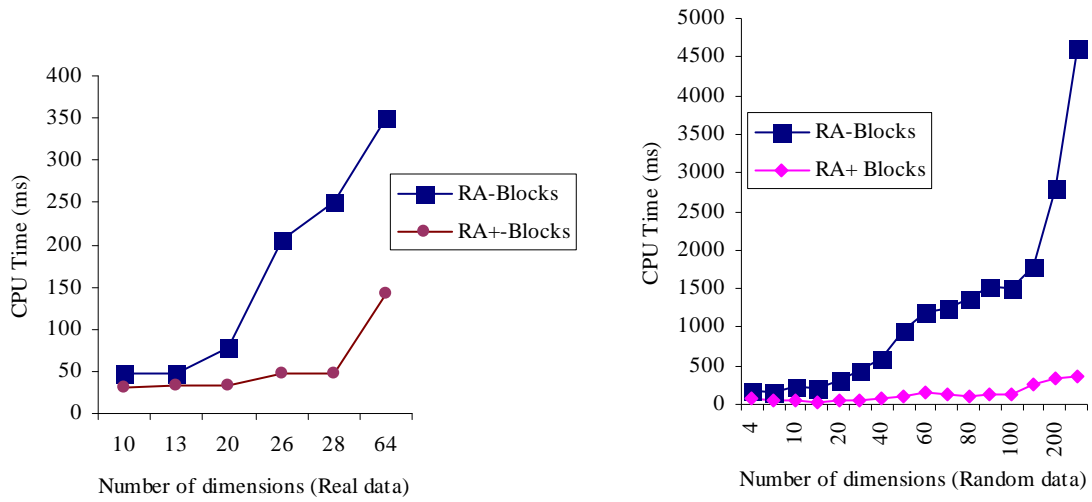 CPU Time (ms)
400
350
300
250
200
150
100
50
0
10 13 20 26 28 64
Number of dimensions (Real data)
RA-Blocks
RA+-Blocks
CPU Time (ms)
5000
4500
4000
3500
3000
2500
2000
1500
1000
500
0
4 10 20 40 60 80 100 200
Number of dimensions (Random data)
RA-Blocks
RA+ Blocks